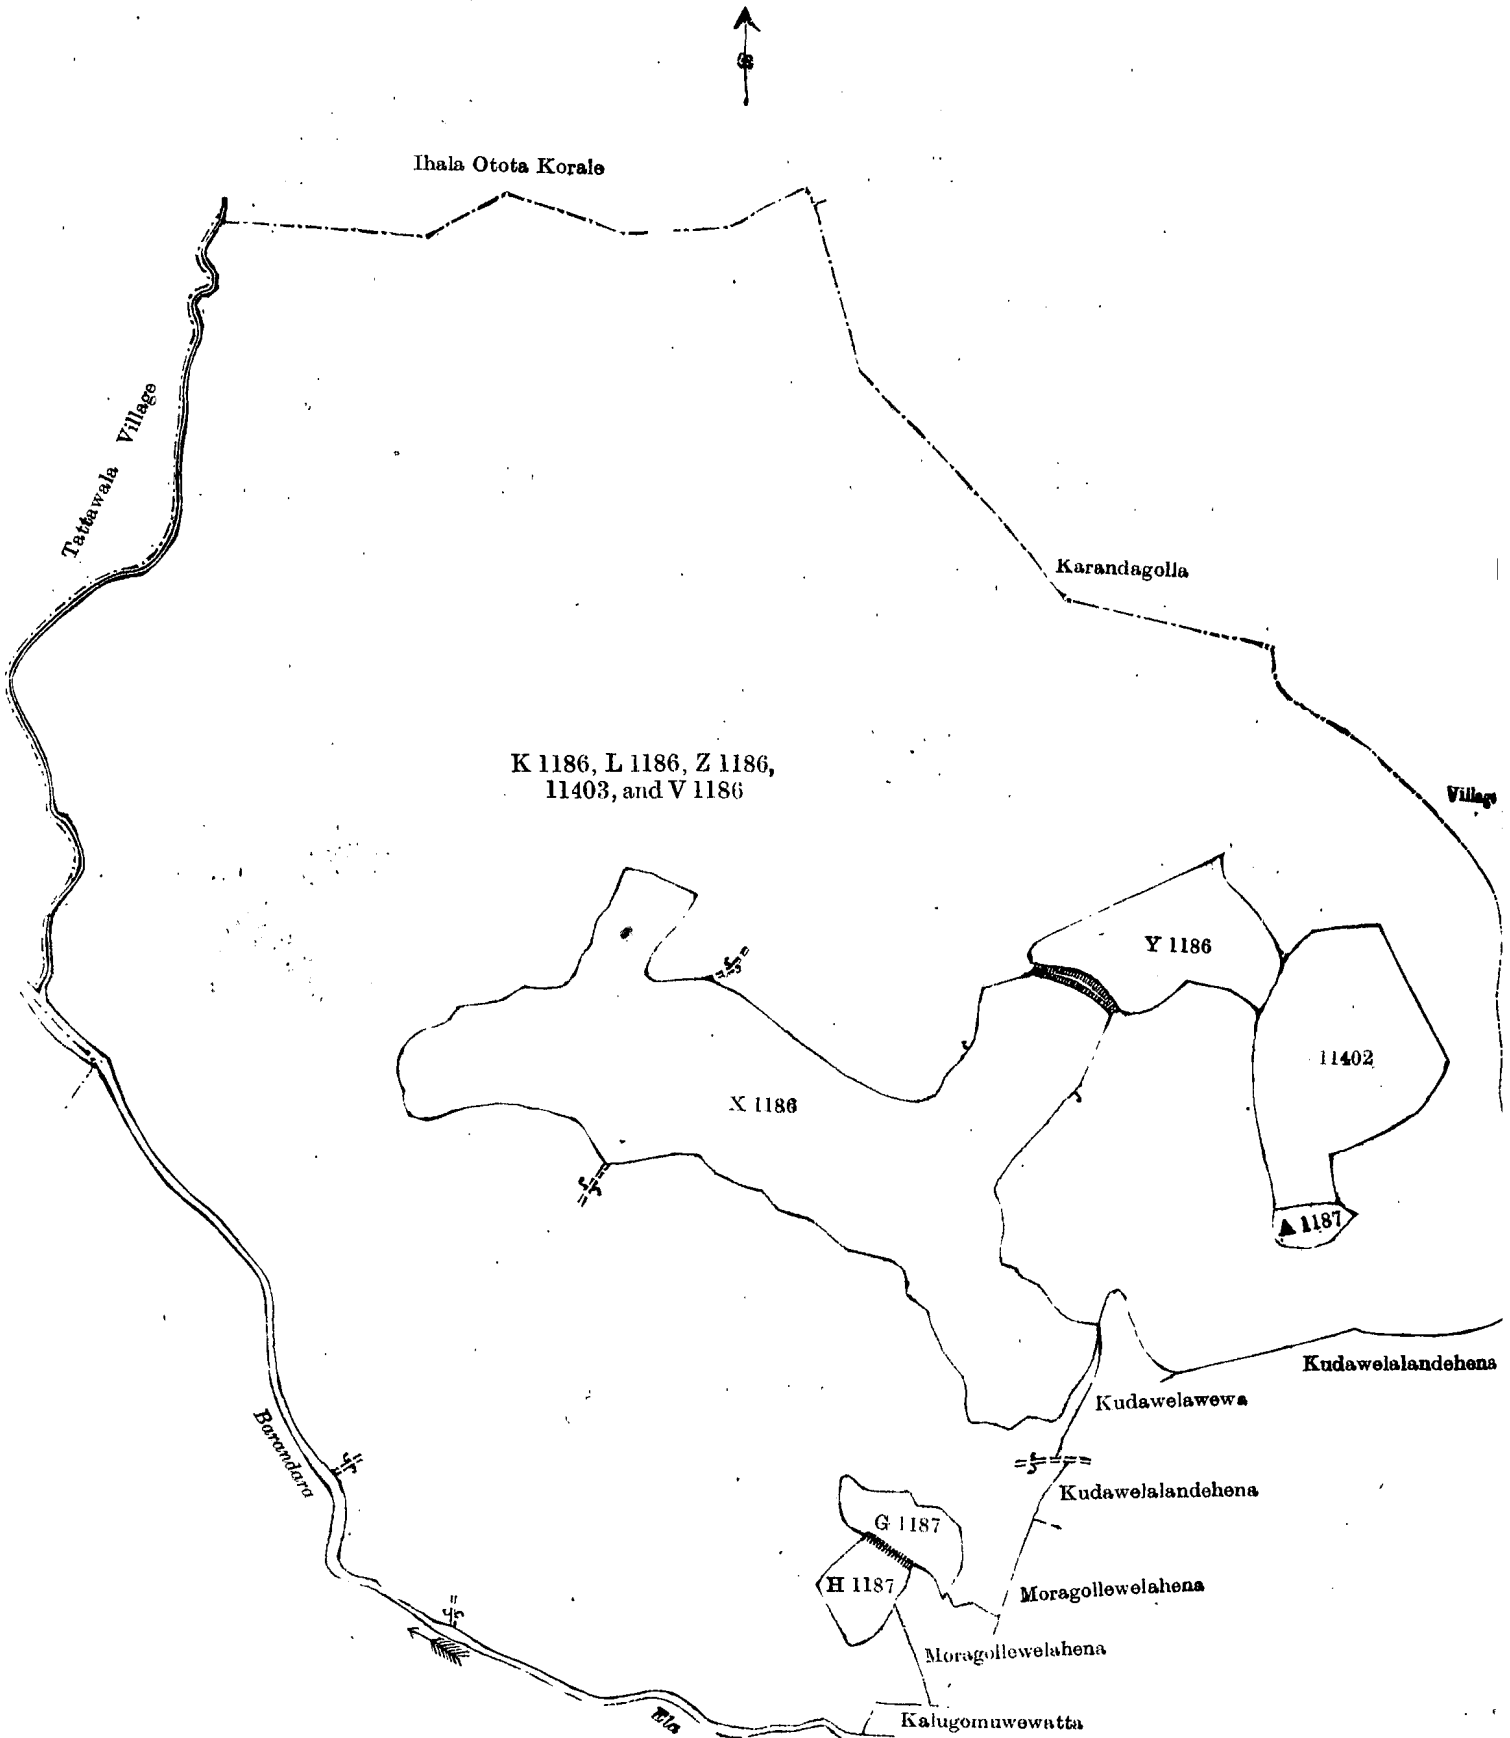 Ihala Otota Korale
Tattawala Village
Karandagolla
K 1186, L 1186, Z 1186,
11403, and V 1186
Village
Y 1186
11402
X 1186
▲ 1187
Kudawelalandehena
Kudawelawewa
Barandara
Kudawelalandehena
G 1187
H 1187
Moragollewelahena
Moragollewelahena
Ela
Kalugomuwewatta